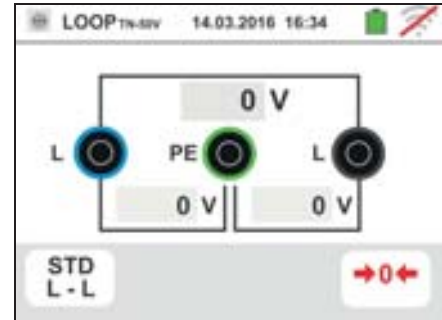 LOOP TN-50V 14.03.2016 16:34
0 V
L PE L
0 V 0 V
STD
L - L
➔0←